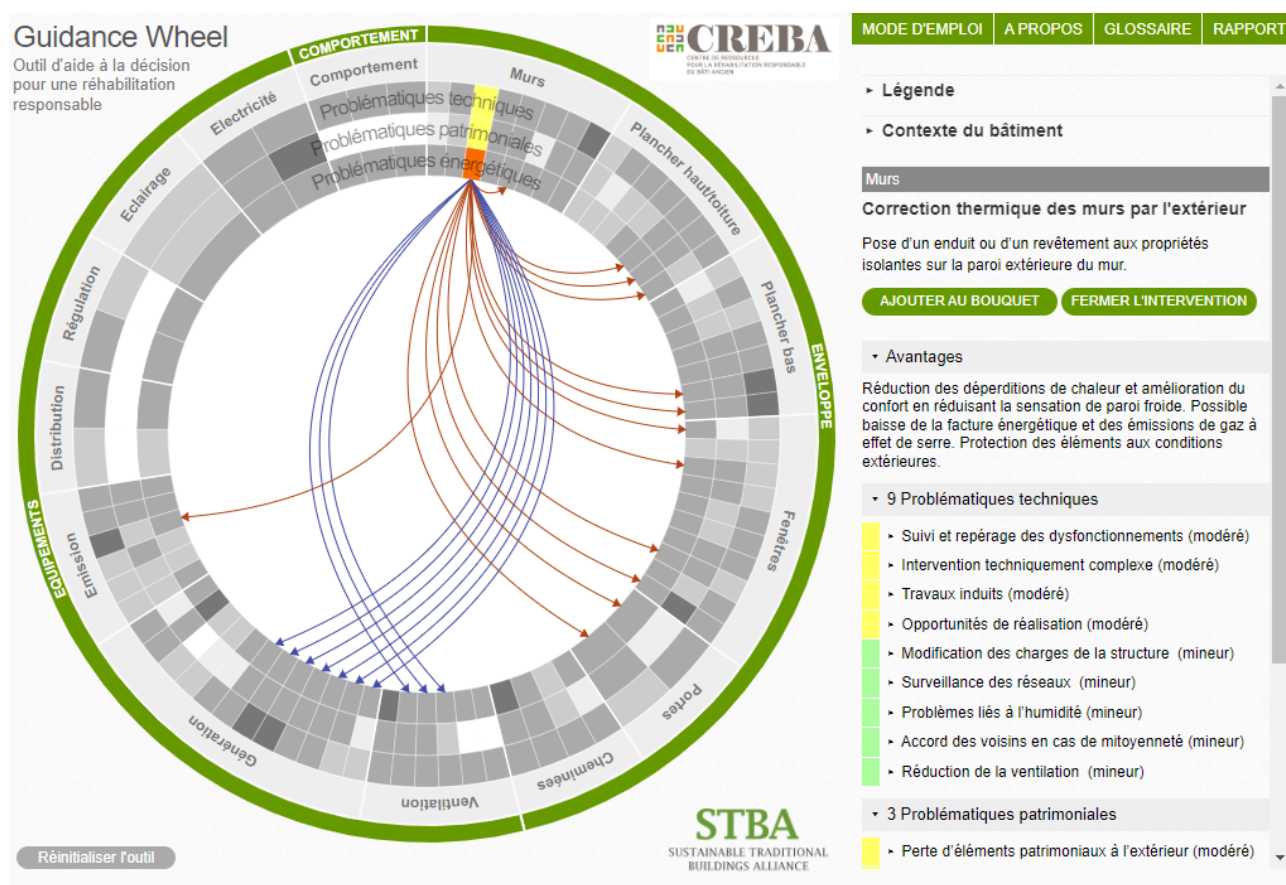 Guidance Wheel
Outil d'aide à la décision
pour une réhabilitation
responsable
CREBA
CENTRE DE RESSOURCES
POUR LA RÉHABILITATION RESPONSABLE
DU BÂTI ANCIEN
COMPORTEMENT
ENVELOPPE
EQUIPEMENTS
Comportement
Murs
Plancher haut/toiture
Plancher bas
Fenêtres
Portes
Cheminées
Ventilation
Génération
Emission
Distribution
Régulation
Eclairage
Electricité
Problématiques techniques
Problématiques patrimoniales
Problématiques énergétiques
Réinitialiser l'outil
STBA
SUSTAINABLE TRADITIONAL
BUILDINGS ALLIANCE
MODE D'EMPLOI
A PROPOS
GLOSSAIRE
RAPPORT
Légende
Contexte du bâtiment
Murs
Correction thermique des murs par l'extérieur
Pose d'un enduit ou d'un revêtement aux propriétés
isolantes sur la paroi extérieure du mur.
AJOUTER AU BOUQUET
FERMER L'INTERVENTION
Avantages
Réduction des déperditions de chaleur et amélioration du
confort en réduisant la sensation de paroi froide. Possible
baisse de la facture énergétique et des émissions de gaz à
effet de serre. Protection des éléments aux conditions
extérieures.
9 Problématiques techniques
Suivi et repérage des dysfonctionnements (modéré)
Intervention techniquement complexe (modéré)
Travaux induits (modéré)
Opportunités de réalisation (modéré)
Modification des charges de la structure (mineur)
Surveillance des réseaux (mineur)
Problèmes liés à l'humidité (mineur)
Accord des voisins en cas de mitoyenneté (mineur)
Réduction de la ventilation (mineur)
3 Problématiques patrimoniales
Perte d'éléments patrimoniaux à l'extérieur (modéré)